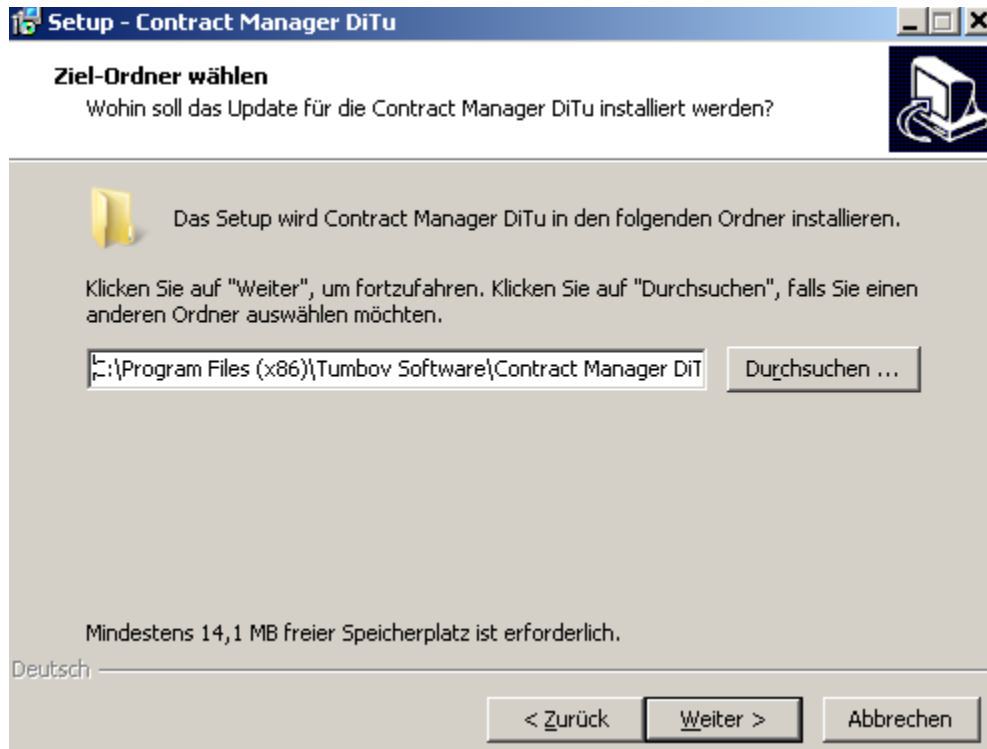 Setup - Contract Manager DiTu
Ziel-Ordner wählen
Wohin soll das Update für die Contract Manager DiTu installiert werden?
Das Setup wird Contract Manager DiTu in den folgenden Ordner installieren.
Klicken Sie auf "Weiter", um fortzufahren. Klicken Sie auf "Durchsuchen", falls Sie einen
anderen Ordner auswählen möchten.
C:\Program Files (x86)\Tumbov Software\Contract Manager DiT
Durchsuchen ...
Mindestens 14,1 MB freier Speicherplatz ist erforderlich.
Deutsch
< Zurück
Weiter >
Abbrechen